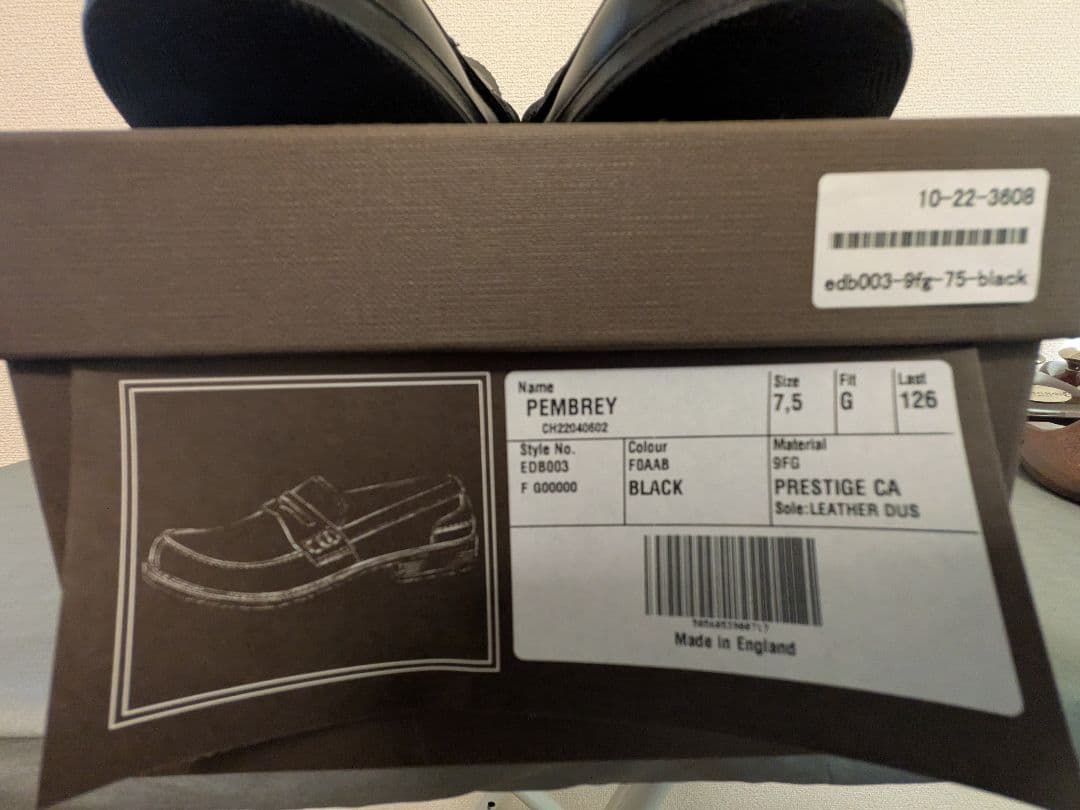 10-22-3608
edb003-9fg-75-black
Name
PEMBREY
CH22040602
Size
7,5
Fit
G
Last
126
Style No.
EDB003
F G00000
Colour
F0AAB
BLACK
Material
9FG
PRESTIGE CA
Sole:LEATHER DUS
Made in England